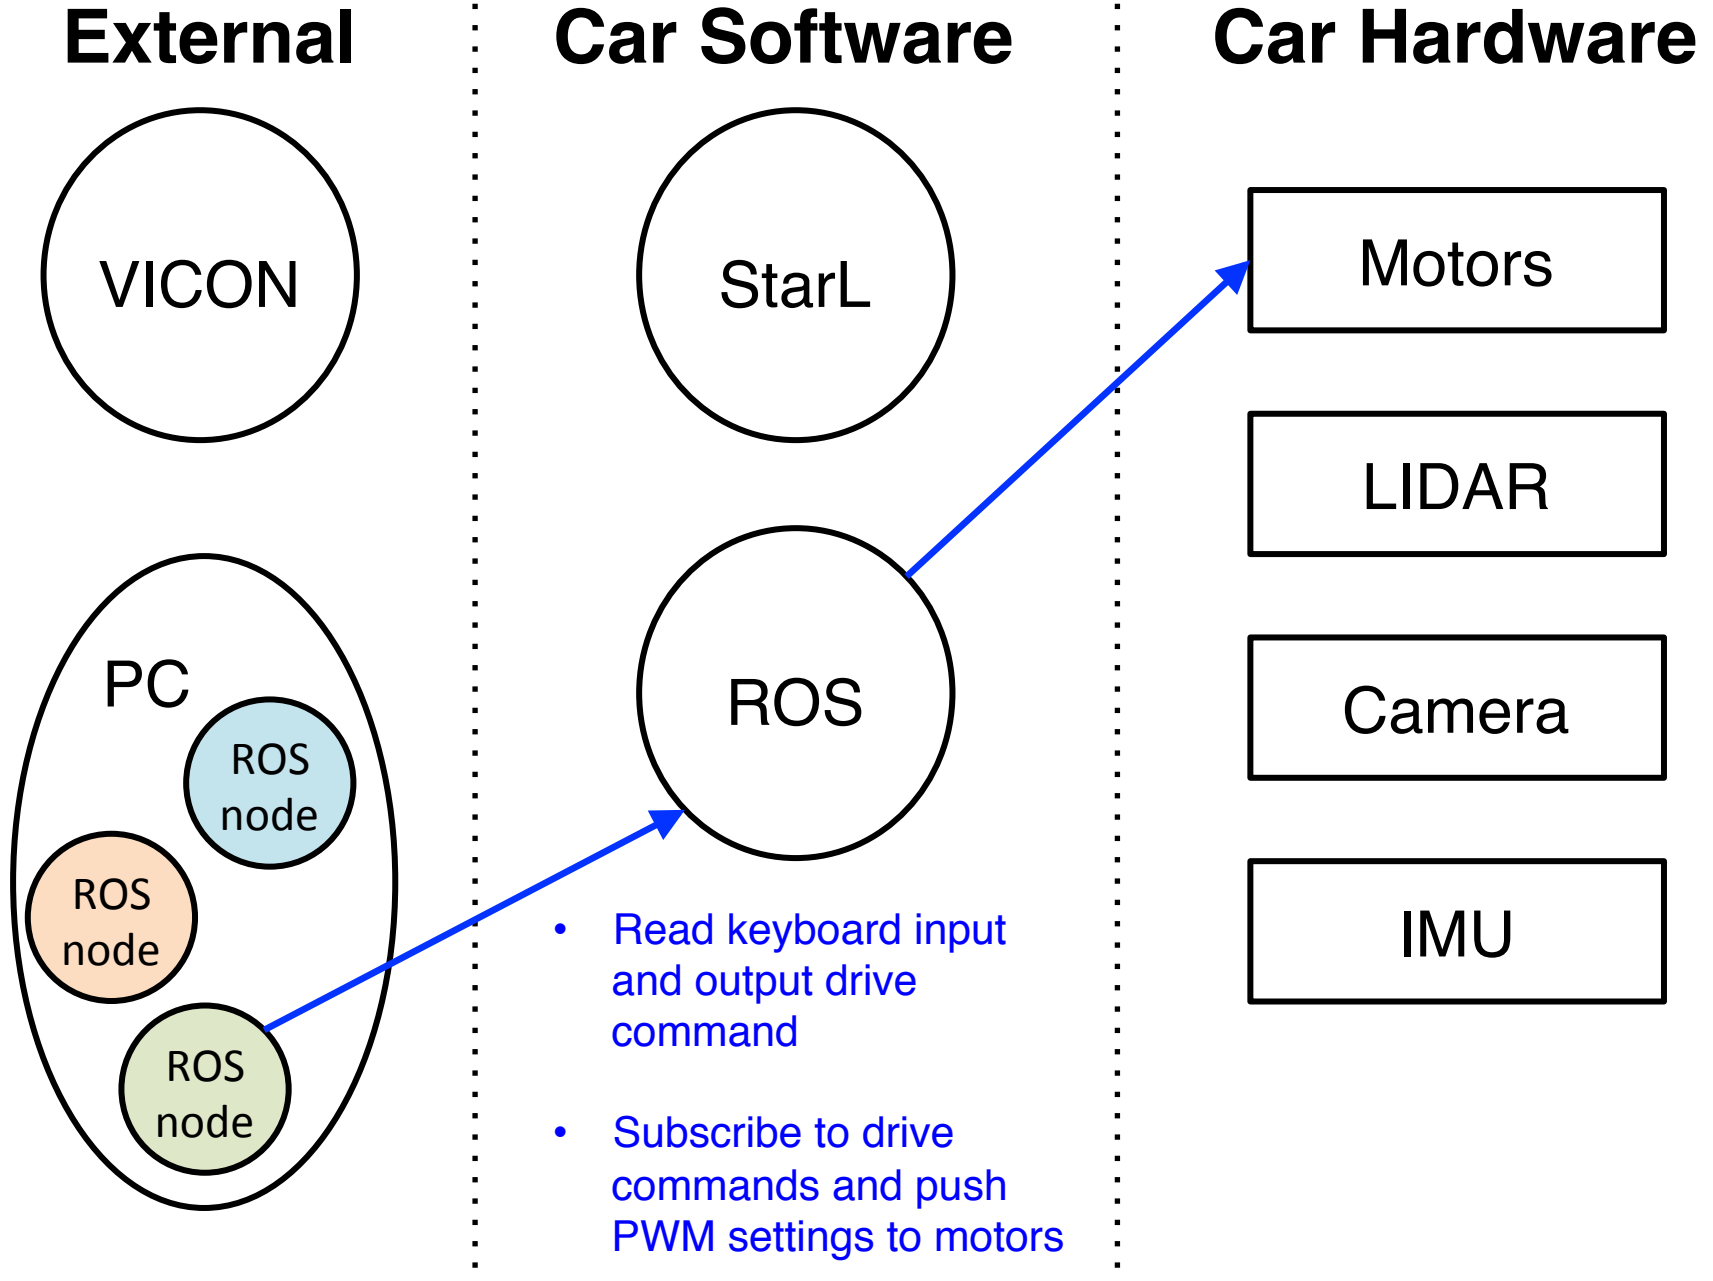 External
Car Software
Car Hardware
VICON
StarL
Motors
LIDAR
PC
ROS
node
ROS
node
ROS
node
ROS
Camera
IMU
• Read keyboard input
and output drive
command
• Subscribe to drive
commands and push
PWM settings to motors